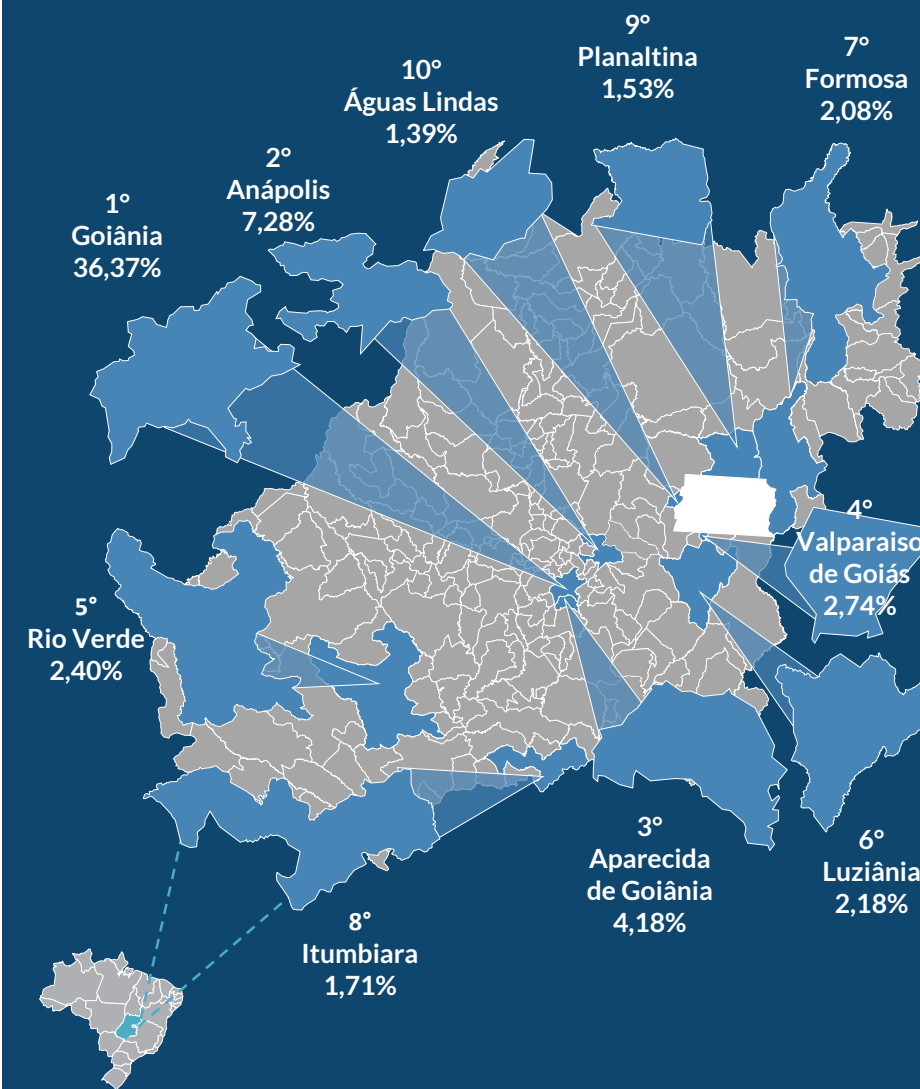 9°
Planaltina
1,53%
7°
Formosa
2,08%
10°
Águas Lindas
1,39%
2°
Anápolis
7,28%
1°
Goiânia
36,37%
4°
Valparaiso
de Goiás
2,74%
5°
Rio Verde
2,40%
3°
Aparecida
de Goiânia
4,18%
6°
Luziânia
2,18%
8°
Itumbiara
1,71%